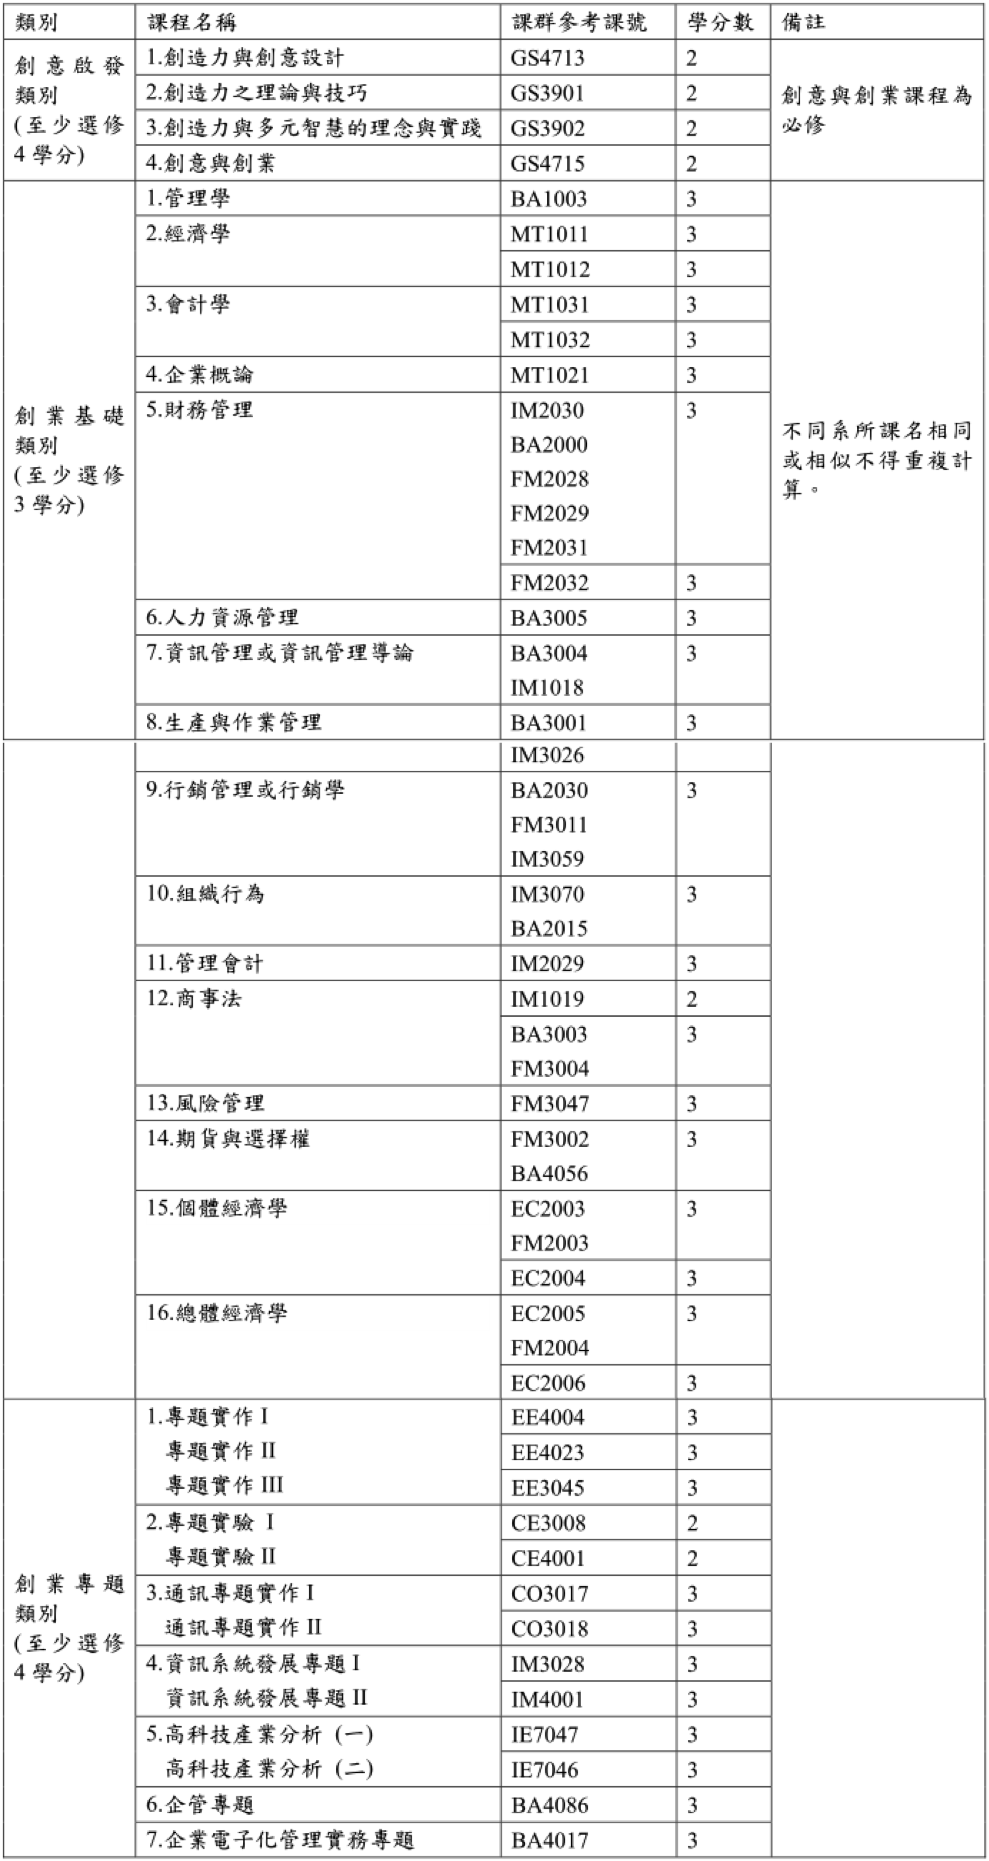 類別 課程名稱 課群參考課號 學分數 備註
創意啟發類別(至少選修4學分) 1.創造力與創意設計 GS4713 2 創意與創業課程為必修
2.創造力之理論與技巧 GS3901 2
3.創造力與多元智慧的理念與實踐 GS3902 2
4.創意與創業 GS4715 2
創業基礎類別(至少選修3學分) 1.管理學 BA1003 3 不同系所課名相同或相似不得重複計算。
2.經濟學 MT1011 3
MT1012 3
3.會計學 MT1031 3
MT1032 3
4.企業概論 MT1021 3
5.財務管理 IM2030 3
BA2000
FM2028
FM2029
FM2031
FM2032 3
6.人力資源管理 BA3005 3
7.資訊管理或資訊管理導論 BA3004 3
IM1018
8.生產與作業管理 BA3001 3
IM3026
9.行銷管理或行銷學 BA2030 3
FM3011
IM3059
10.組織行為 IM3070 3
BA2015
11.管理會計 IM2029 3
12.商事法 IM1019 2
BA3003 3
FM3004
13.風險管理 FM3047 3
14.期貨與選擇權 FM3002 3
BA4056
15.個體經濟學 EC2003 3
FM2003
EC2004 3
16.總體經濟學 EC2005 3
FM2004
EC2006 3
創業專題類別(至少選修4學分) 1.專題實作 I EE4004 3
專題實作 II EE4023 3
專題實作 III EE3045 3
2.專題實驗 I CE3008 2
專題實驗 II CE4001 2
3.通訊專題實作 I CO3017 3
通訊專題實作 II CO3018 3
4.資訊系統發展專題 I IM3028 3
資訊系統發展專題 II IM4001 3
5.高科技產業分析 (一) IE7047 3
高科技產業分析 (二) IE7046 3
6.企管專題 BA4086 3
7.企業電子化管理實務專題 BA4017 3